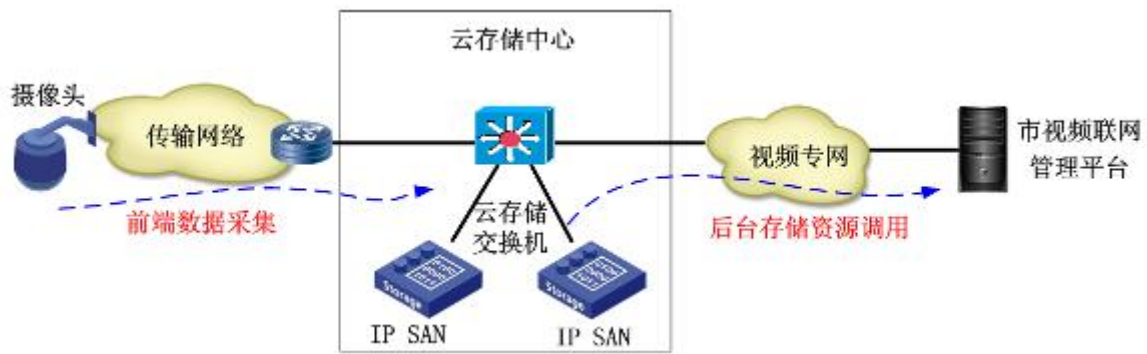 云存储中心
摄像头
传输网络
视频专网
市视频联网
管理平台
前端数据采集
云存储
交换机
后台存储资源调用
Storage
Storage
IP SAN
IP SAN